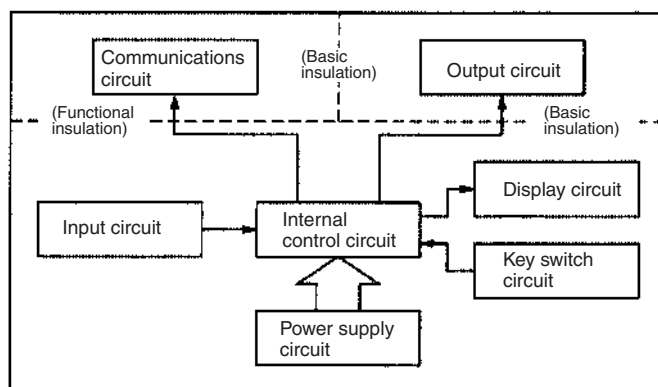 Communications
circuit
(Basic
insulation)
Output circuit
(Functional
insulation)
(Basic
insulation)
Input circuit
Internal
control circuit
Display circuit
Key switch
circuit
Power supply
circuit